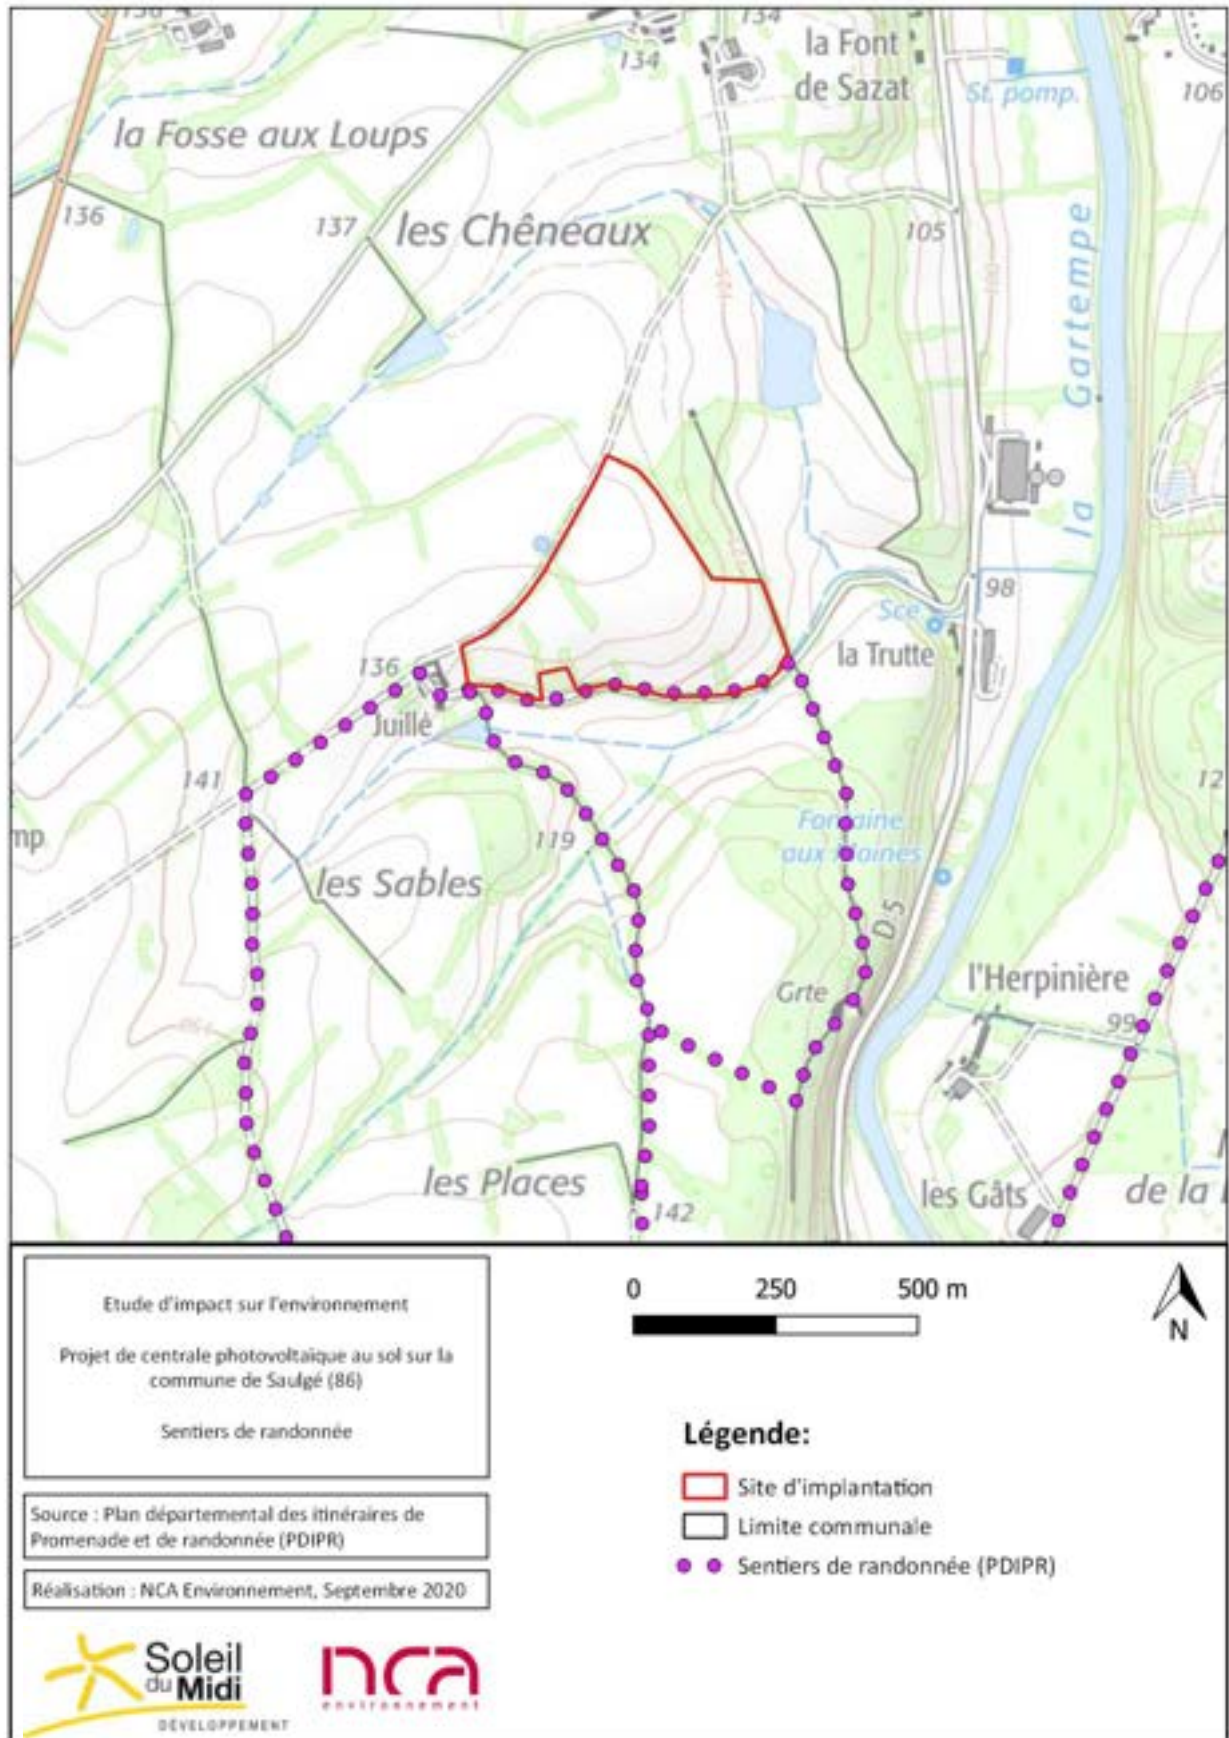 134
136
la Font
de Sazat
134
St. pomp.
106
la Fosse aux Loups
136
137
les Chêneaux
105
la Gartempe
98
Sce
la Trutte
136
Juillé
141
119
Fontaine
les Sables
D 5
l'Herpinière
Grte
99
les Places
les Gâts
de la
142
0 250 500 m
N
Etude d'impact sur l'environnement
Projet de centrale photovoltaïque au sol sur la
commune de Saulgé (86)
Sentiers de randonnée
Source : Plan départemental des itinéraires de
Promenade et de randonnée (PDIPR)
Réalisation : NCA Environnement, Septembre 2020
Légende:
Site d'implantation
Limite communale
Sentiers de randonnée (PDIPR)
Soleil
du Midi
DÉVELOPPEMENT
nca
environnement